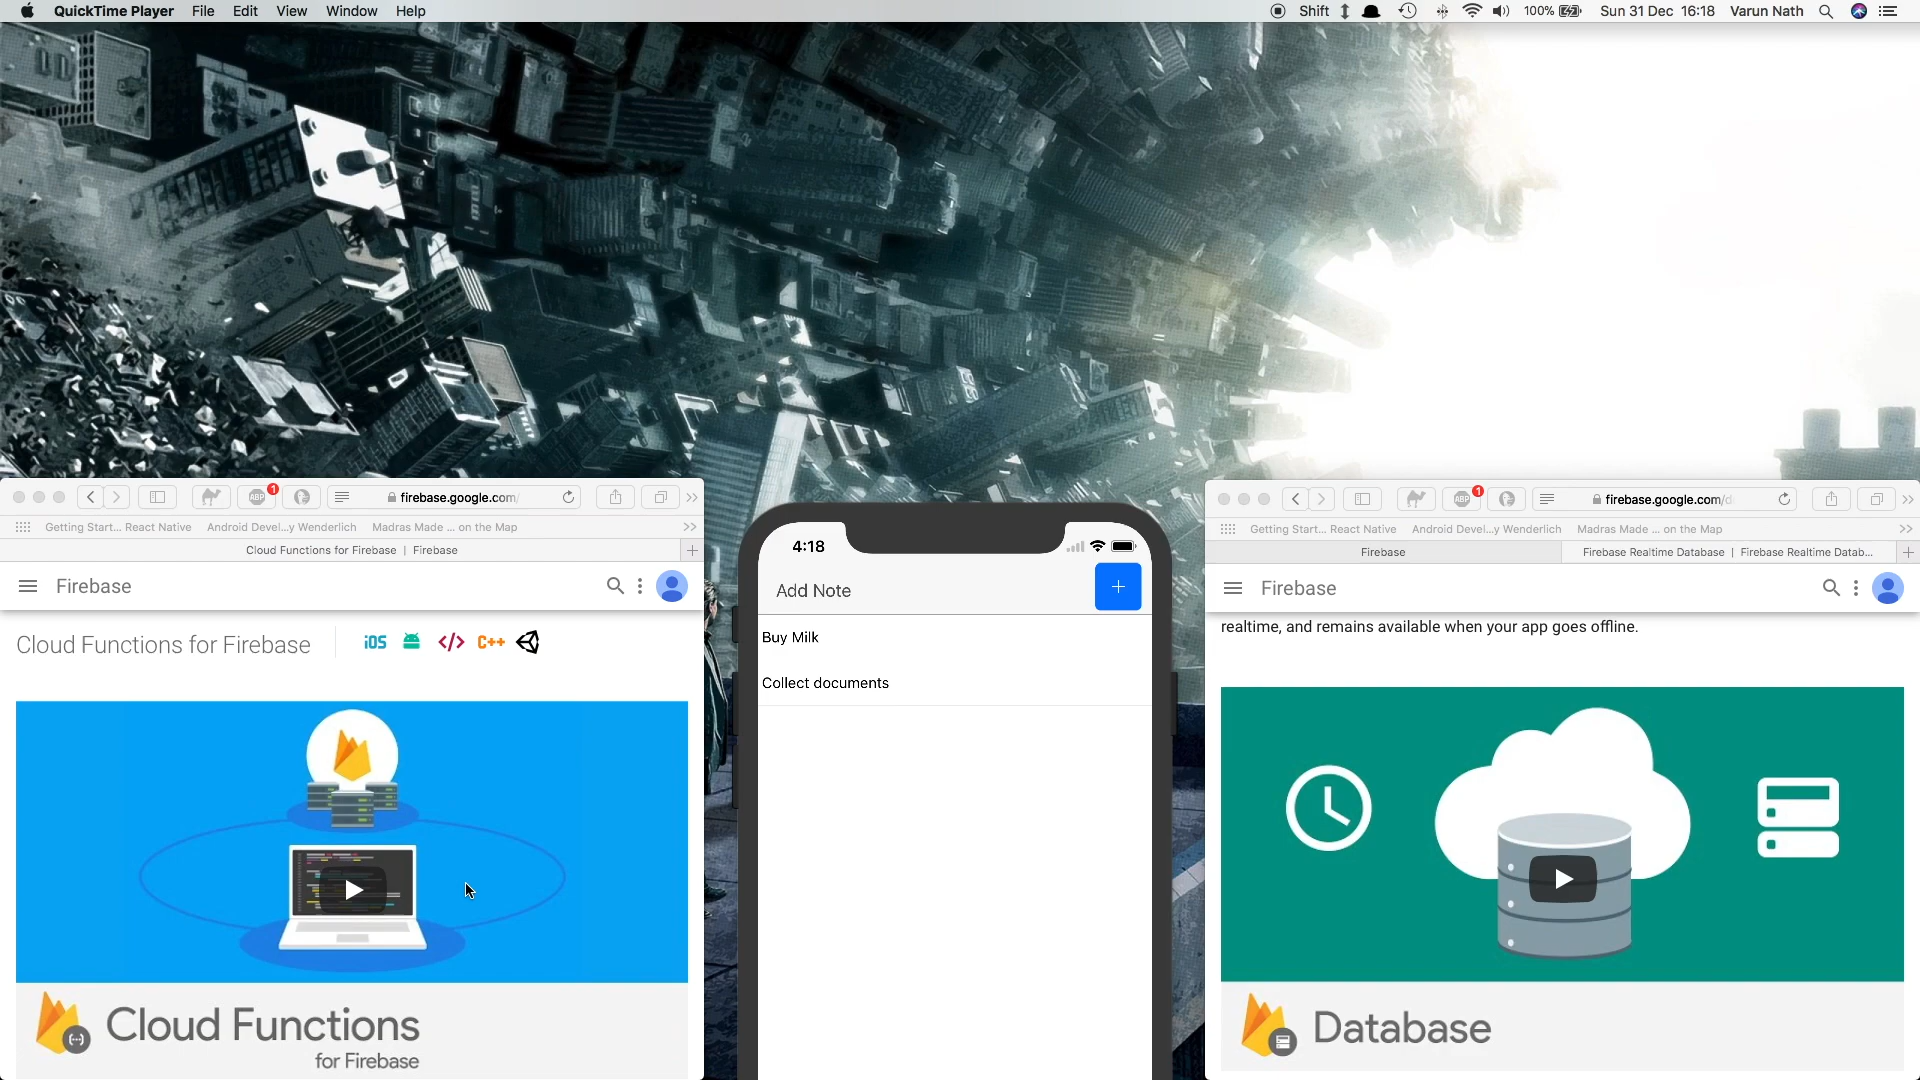 QuickTime Player File Edit View Window Help
Shift 100% Sun 31 Dec 16:18 Varun Nath
ABP 1
firebase.google.com/
Getting Start... React Native Android Devel...y Wenderlich Madras Made ... on the Map
Cloud Functions for Firebase | Firebase
Firebase
Cloud Functions for Firebase iOS </> C++
Cloud Functions
for Firebase
4:18
Add Note +
Buy Milk
Collect documents
ABP 1
firebase.google.com/d
Getting Start... React Native Android Devel...y Wenderlich Madras Made ... on the Map
Firebase Firebase Realtime Database | Firebase Realtime Datab...
Firebase
realtime, and remains available when your app goes offline.
Database